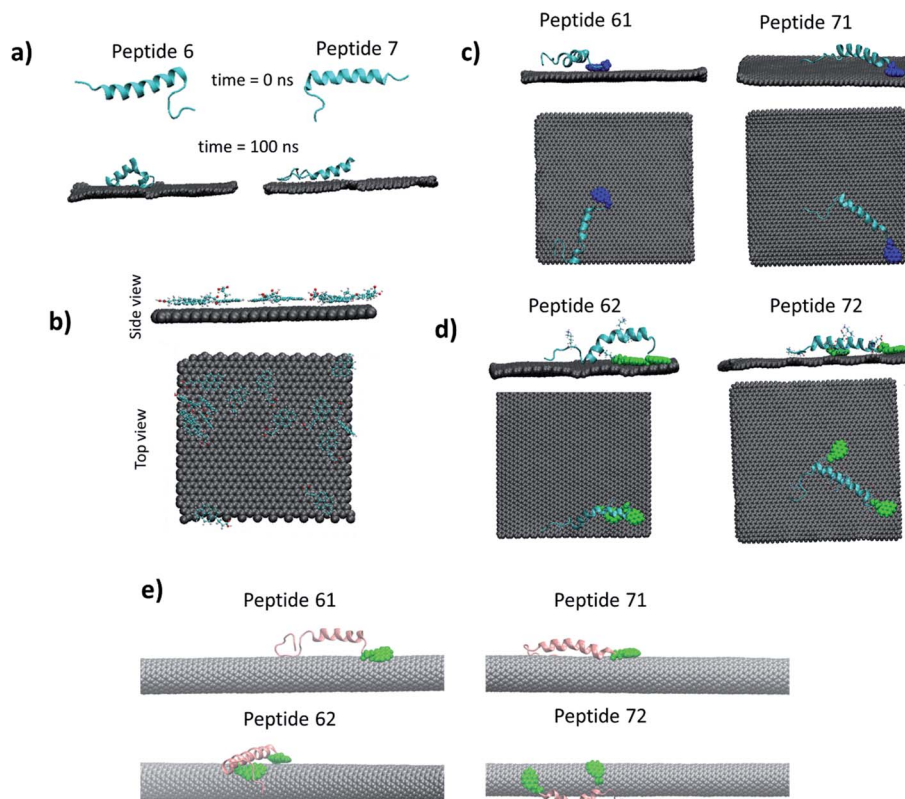 a)
Peptide 6
Peptide 7
time = 0 ns
time = 100 ns
b)
Side view
Top view
c)
Peptide 61
Peptide 71
d)
Peptide 62
Peptide 72
e)
Peptide 61
Peptide 71
Peptide 62
Peptide 72